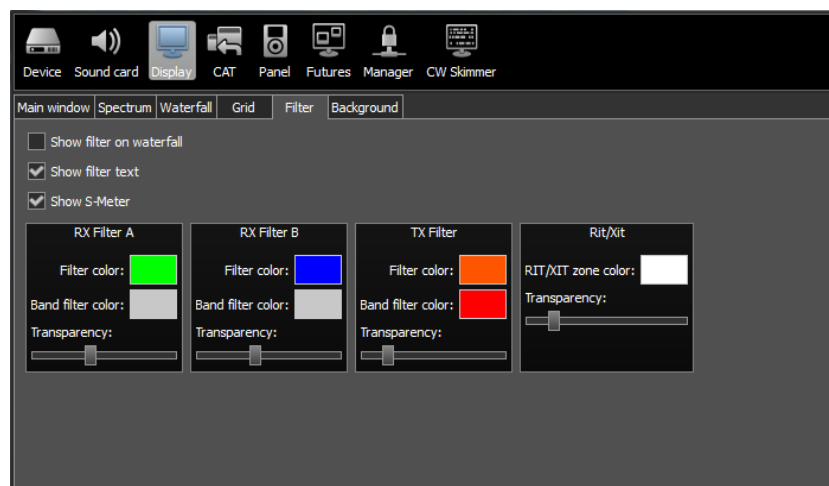 Device Sound card Display CAT Panel Futures Manager CW Skimmer
Main window Spectrum Waterfall Grid Filter Background
Show filter on waterfall
Show filter text
Show S-Meter
RX Filter A
Filter color:
Band filter color:
Transparency:
RX Filter B
Filter color:
Band filter color:
Transparency:
TX Filter
Filter color:
Band filter color:
Transparency:
Rit/Xit
RIT/XIT zone color:
Transparency: